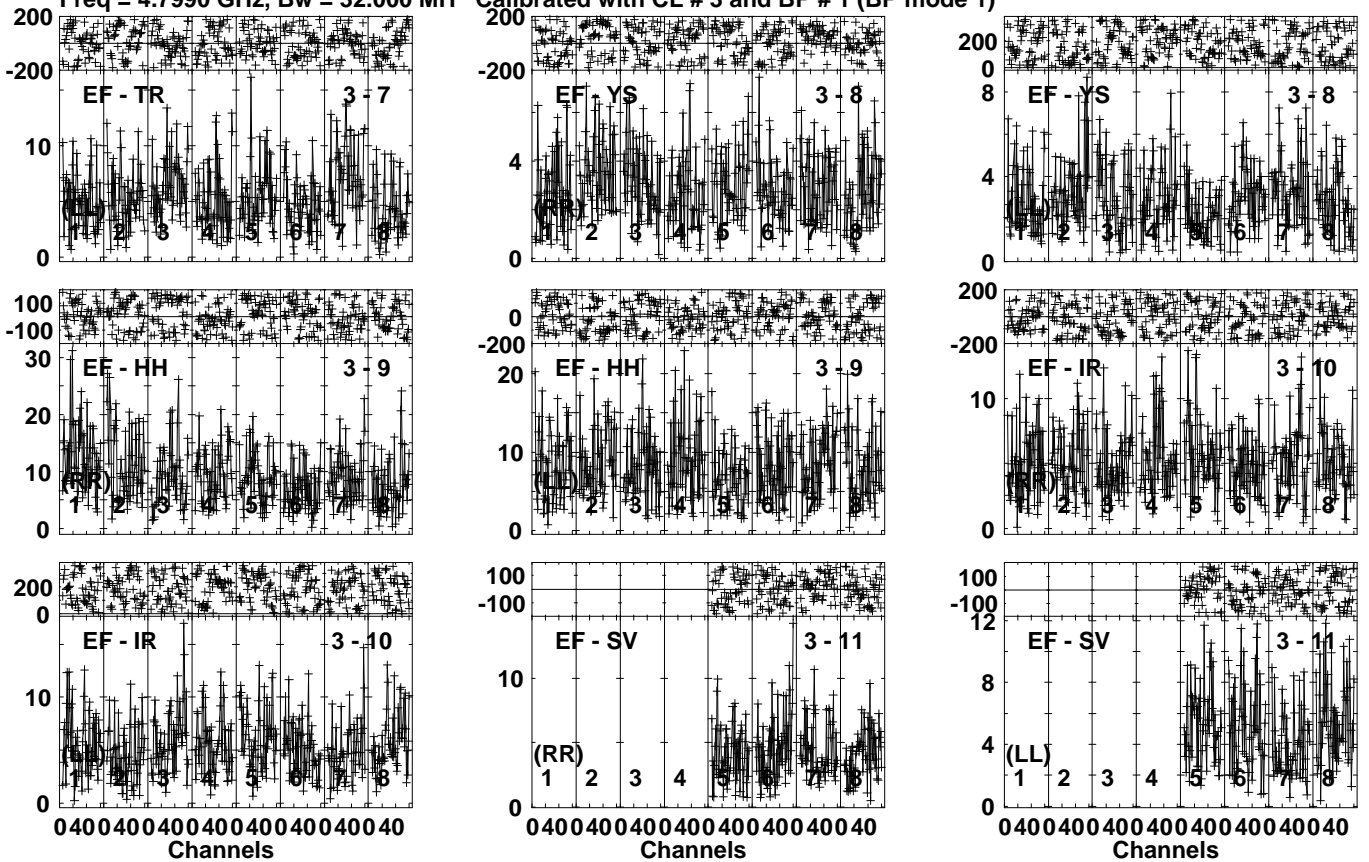 Freq = 4.7990 GHz, Bw = 32.000 MH Calibrated with CL # 3 and BP # 1 (BP mode 1)
200
-200
EF - TR 3 - 7
10
(LL)
1 2 3 4 5 6 7 8
0
200
-200
EF - YS 3 - 8
4
(RR)
1 2 3 4 5 6 7 8
0
200
0
8
EF - YS 3 - 8
4
(LL)
1 2 3 4 5 6 7 8
0
100
-100
30
EF - HH 3 - 9
20
10
(RR)
1 2 3 4 5 6 7 8
0
0
-200
20
EF - HH 3 - 9
10
(LL)
1 2 3 4 5 6 7 8
0
200
-200
EF - IR 3 - 10
10
(RR)
1 2 3 4 5 6 7 8
0
200
0
EF - IR 3 - 10
10
(LL)
1 2 3 4 5 6 7 8
0
100
-100
EF - SV 3 - 11
10
(RR)
1 2 3 4 5 6 7 8
0
100
-100
12
EF - SV 3 - 11
8
4
(LL)
1 2 3 4 5 6 7 8
0
0 40 0 40 0 40 0 40 0 40 0 40 0 40 0 40
Channels
0 40 0 40 0 40 0 40 0 40 0 40 0 40 0 40
Channels
0 40 0 40 0 40 0 40 0 40 0 40 0 40 0 40
Channels